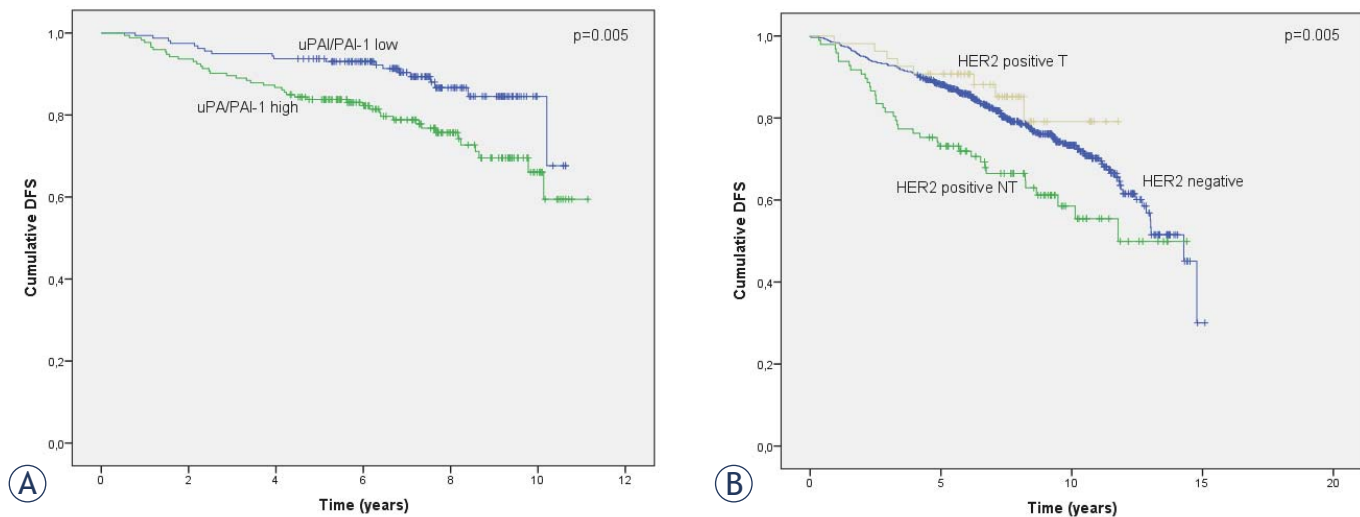 p=0.005
1,0
uPAI/PAI-1 low
0,8
uPA/PAI-1 high
0,6
0,4
0,2
0,0
Cumulative DFS
0 2 4 6 8 10 12
Time (years)
A
p=0.005
1,0
HER2 positive T
0,8
HER2 positive NT
HER2 negative
0,6
0,4
0,2
0,0
Cumulative DFS
0 5 10 15 20
Time (years)
B